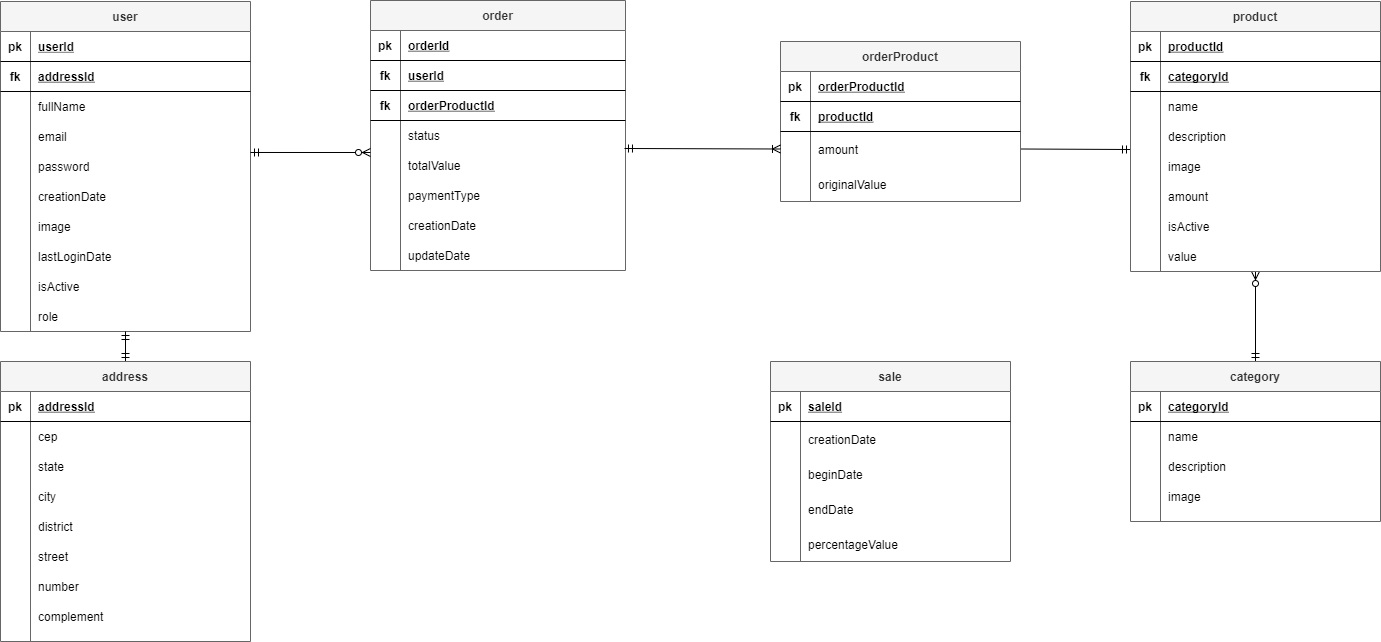 user
pk userId
fk addressId
fullName
email
password
creationDate
image
lastLoginDate
isActive
role
order
pk orderId
fk userId
fk orderProductId
status
totalValue
paymentType
creationDate
updateDate
orderProduct
pk orderProductId
fk productId
amount
originalValue
product
pk productId
fk categoryId
name
description
image
amount
isActive
value
address
pk addressId
cep
state
city
district
street
number
complement
sale
pk saleId
creationDate
beginDate
endDate
percentageValue
category
pk categoryId
name
description
image